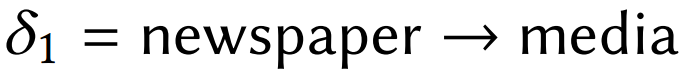 δ₁ = newspaper → media